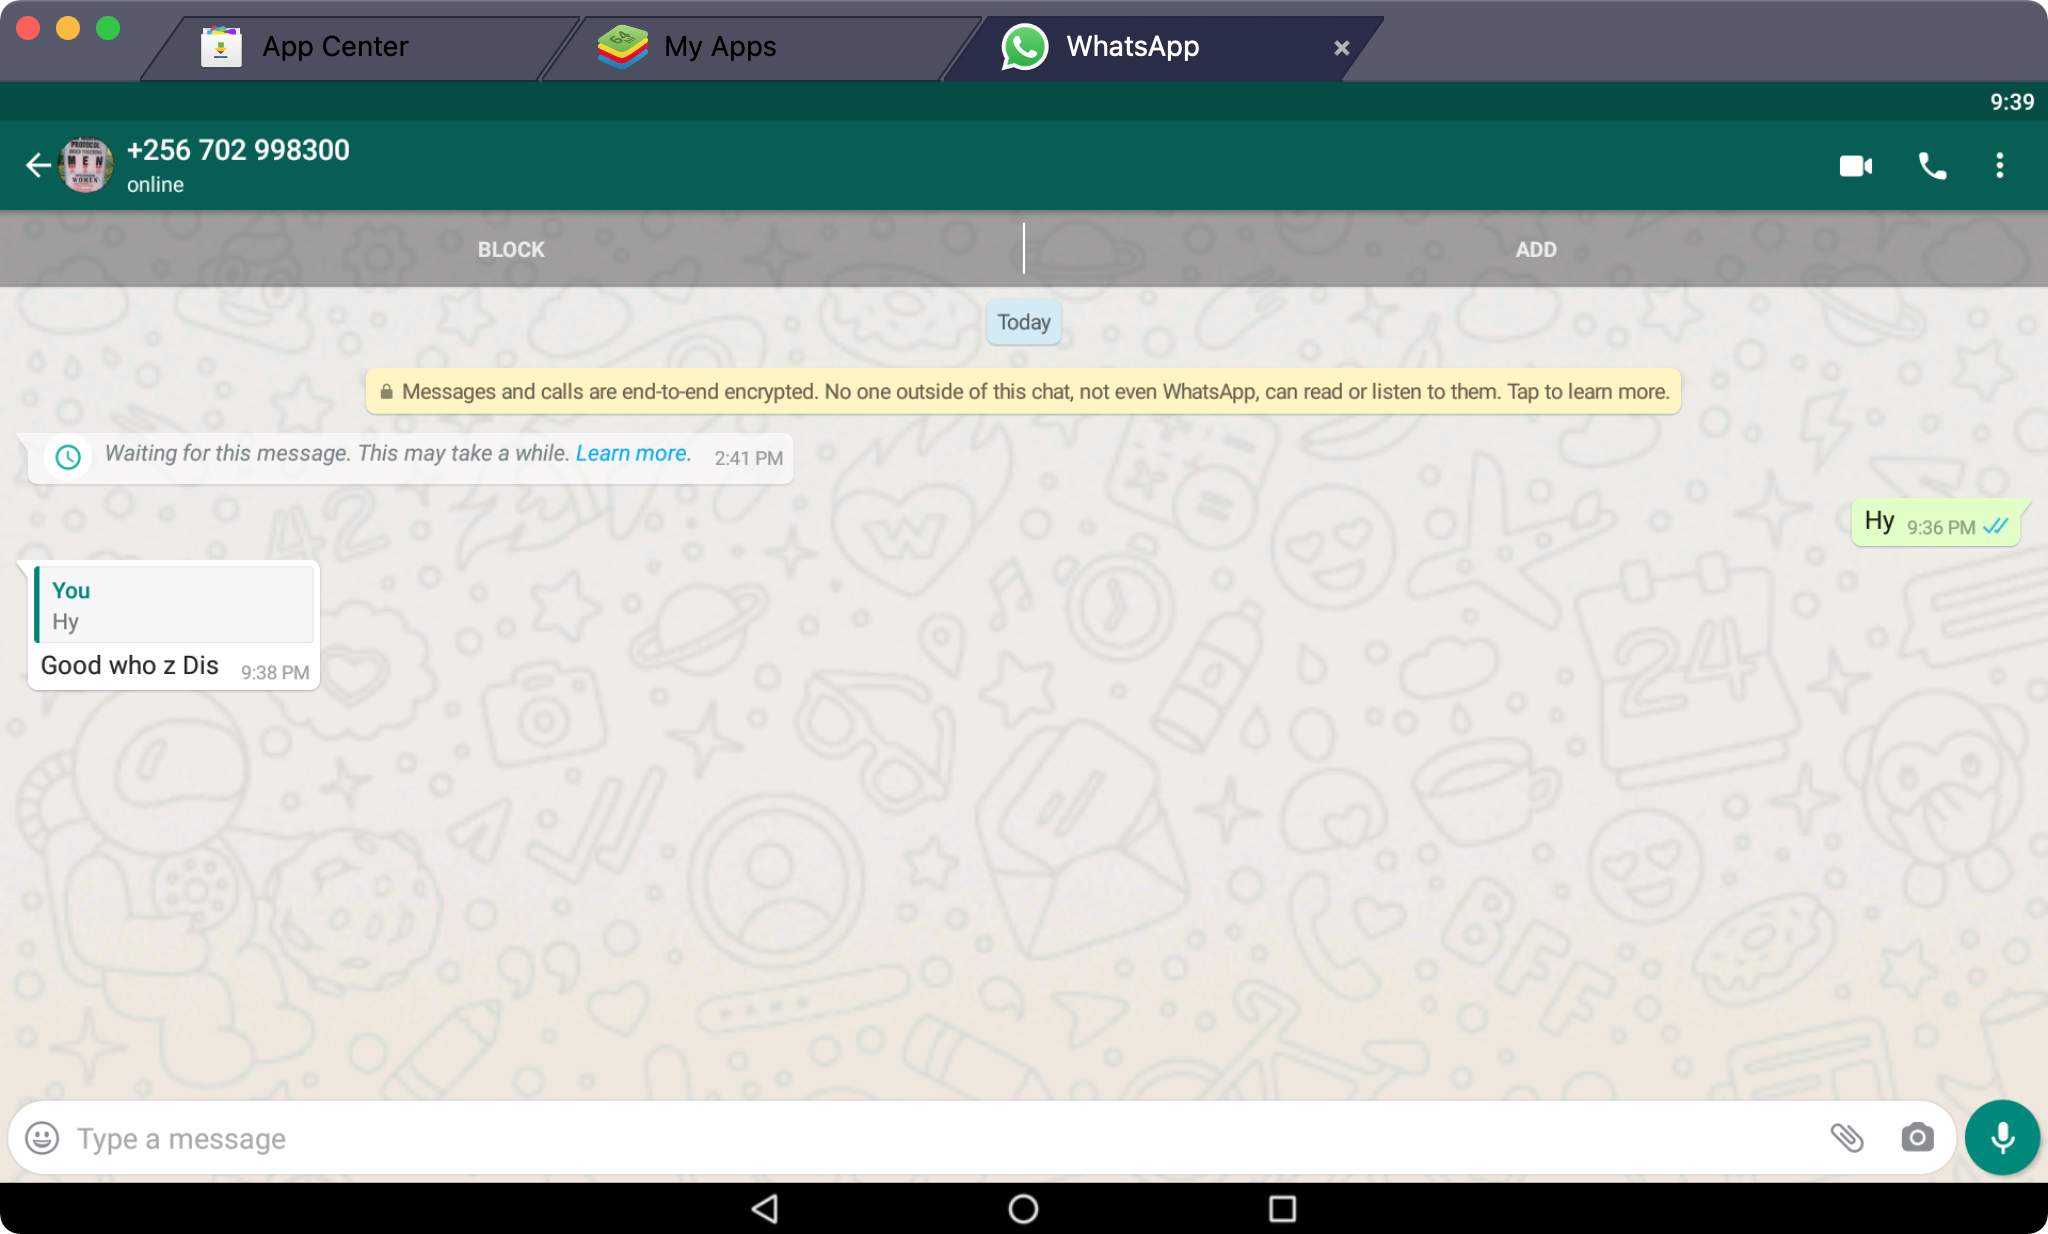 App Center
My Apps
WhatsApp
9:39
+256 702 998300
online
PROTOCOL
MEN
WOMEN
BLOCK
ADD
Today
Messages and calls are end-to-end encrypted. No one outside of this chat, not even WhatsApp, can read or listen to them. Tap to learn more.
Waiting for this message. This may take a while. Learn more. 2:41 PM
Hy 9:36 PM
You
Hy
Good who z Dis 9:38 PM
Type a message